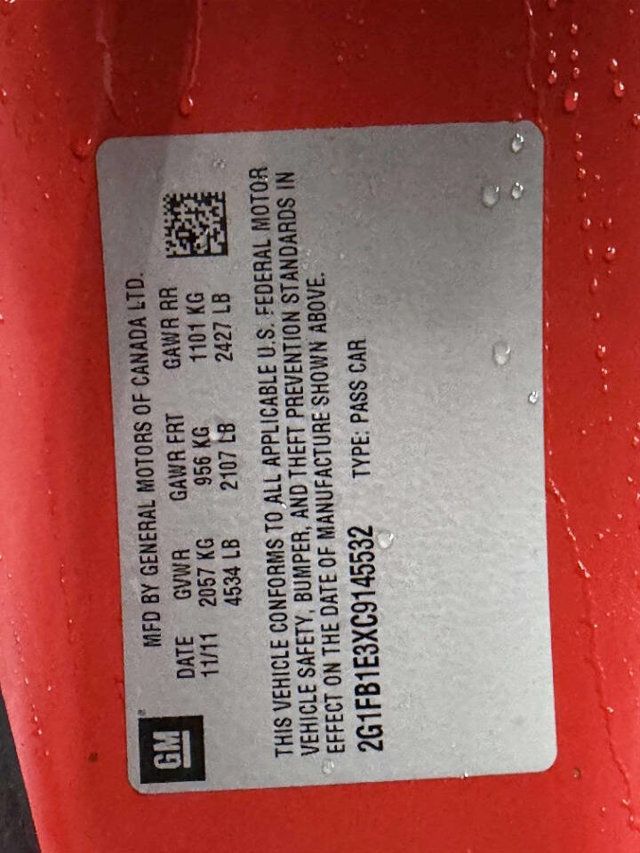 GM
MFD BY GENERAL MOTORS OF CANADA LTD.
DATE GVWR GAWR FRT GAWR RR
11/11 2057 KG 956 KG 1101 KG
4534 LB 2107 LB 2427 LB
THIS VEHICLE CONFORMS TO ALL APPLICABLE U.S. FEDERAL MOTOR
VEHICLE SAFETY, BUMPER, AND THEFT PREVENTION STANDARDS IN
EFFECT ON THE DATE OF MANUFACTURE SHOWN ABOVE.
2G1FB1E3XC9145532 TYPE: PASS CAR